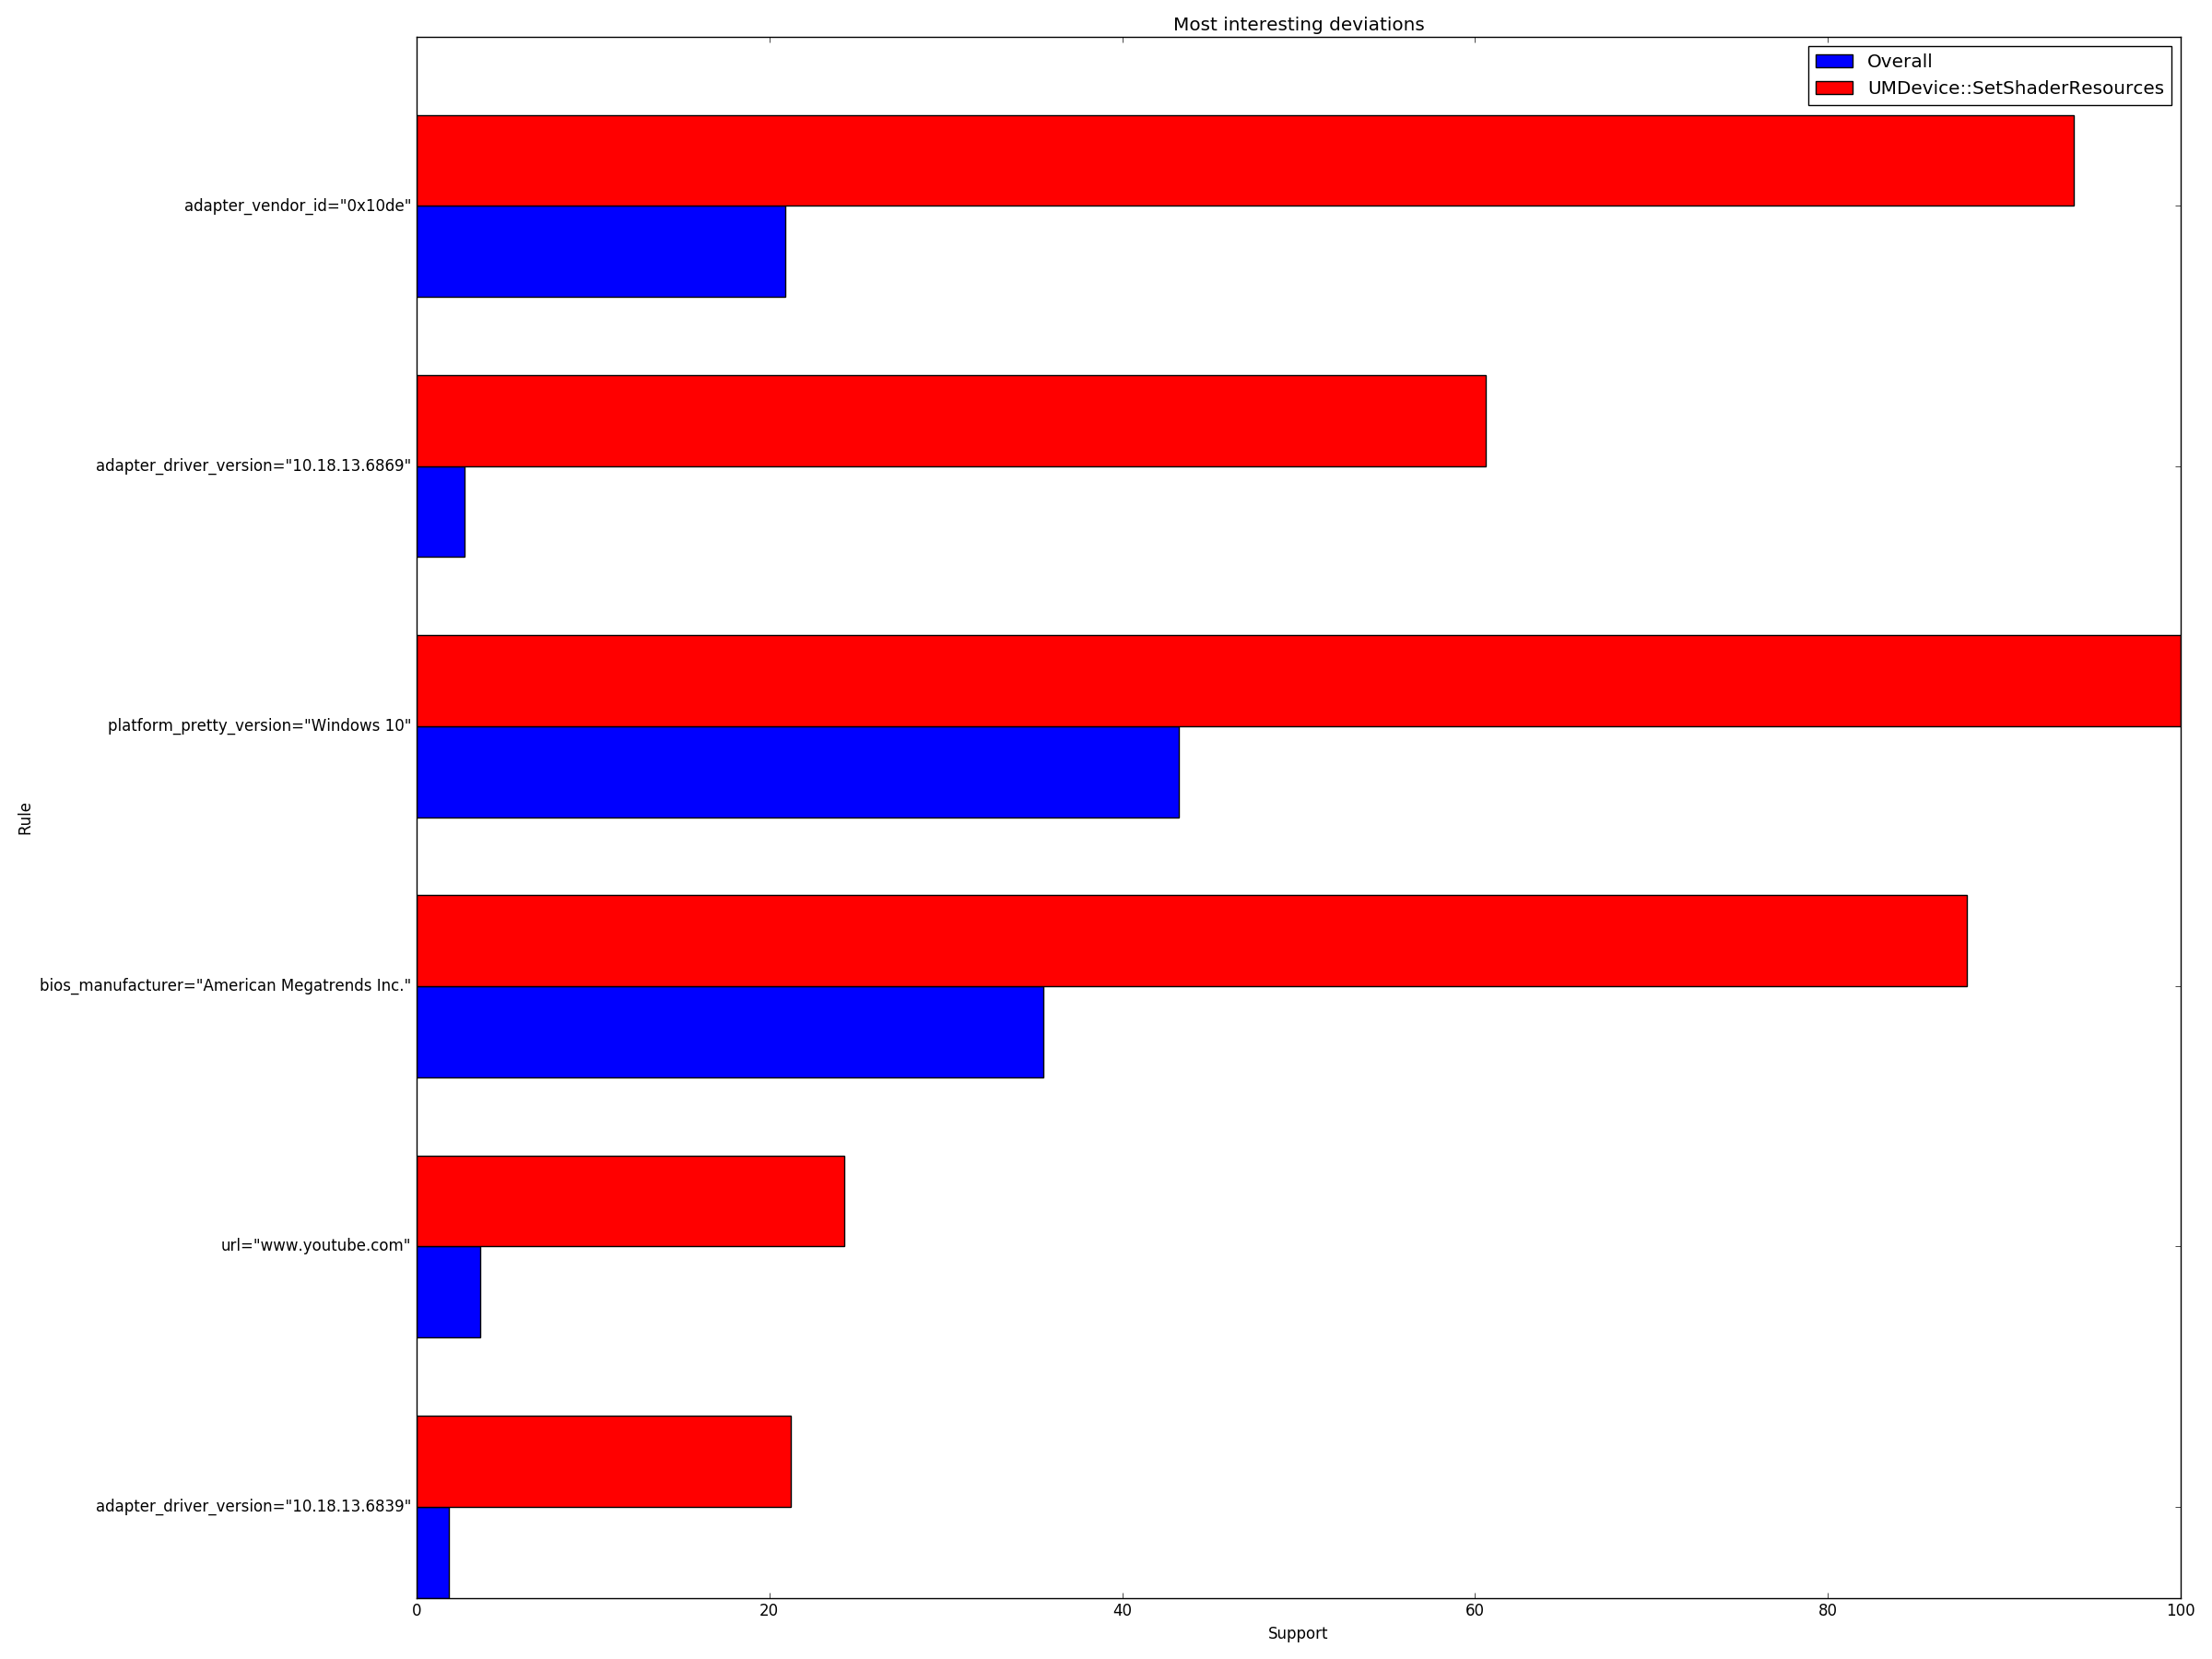 Most interesting deviations
Overall
UMDevice::SetShaderResources
adapter_vendor_id="0x10de"
adapter_driver_version="10.18.13.6869"
platform_pretty_version="Windows 10"
Rule
bios_manufacturer="American Megatrends Inc."
url="www.youtube.com"
adapter_driver_version="10.18.13.6839"
0 20 40 60 80 100
Support